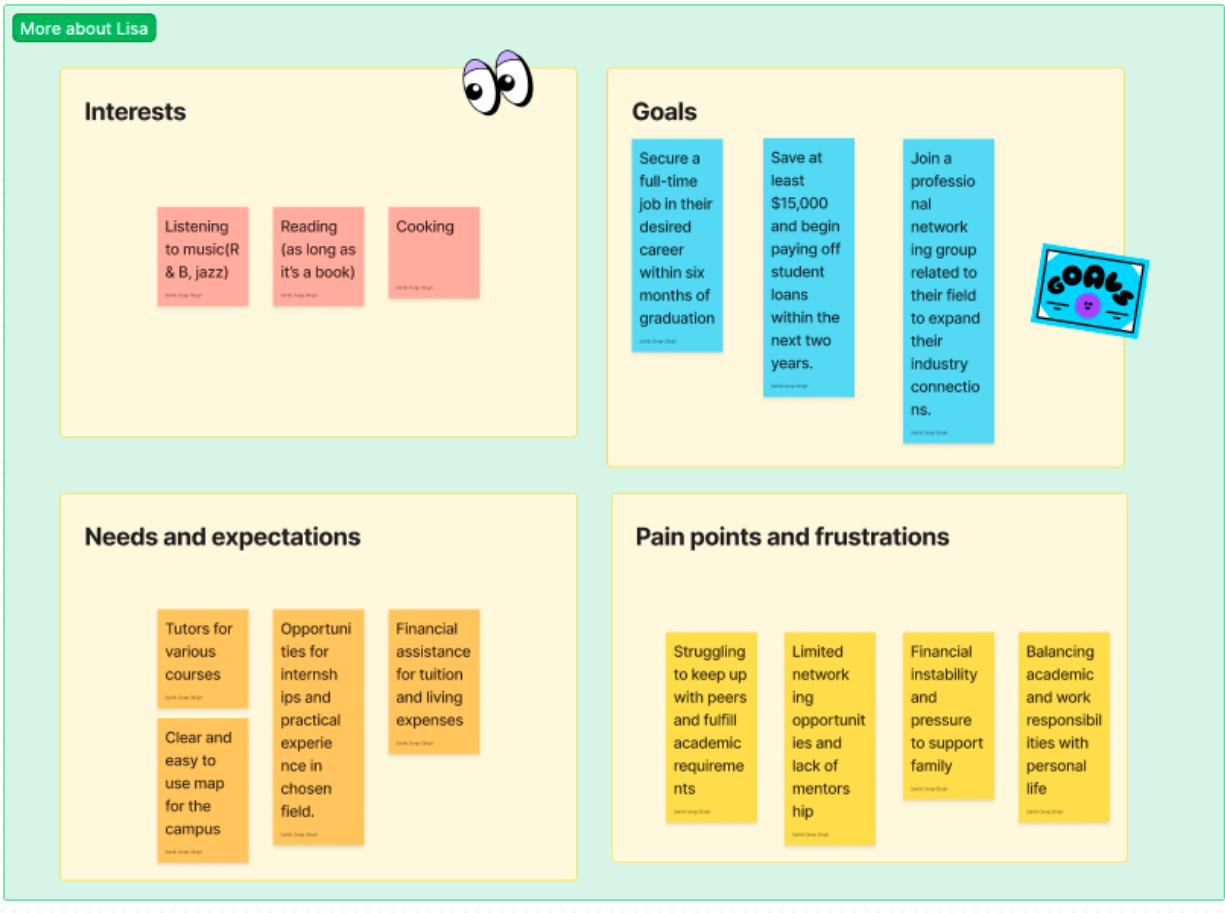 More about Lisa
Interests
Listening
to music(R
& B, jazz)
Reading
(as long as
it's a book)
Cooking
Goals
Secure a
full-time
job in their
desired
career
within six
months of
graduation
Save at
least
$15,000
and begin
paying off
student
loans
within the
next two
years.
Join a
professio
nal
network
ing group
related to
their field
to expand
their
industry
connectio
ns.
GOALS
Needs and expectations
Tutors for
various
courses
Clear and
easy to
use map
for the
campus
Opportuni
ties for
internsh
ips and
practical
experie
nce in
chosen
field.
Financial
assistance
for tuition
and living
expenses
Pain points and frustrations
Struggling
to keep up
with peers
and fulfill
academic
requireme
nts
Limited
network
ing
opportunit
ies and
lack of
mentors
hip
Financial
instability
and
pressure
to support
family
Balancing
academic
and work
responsibil
ities with
personal
life